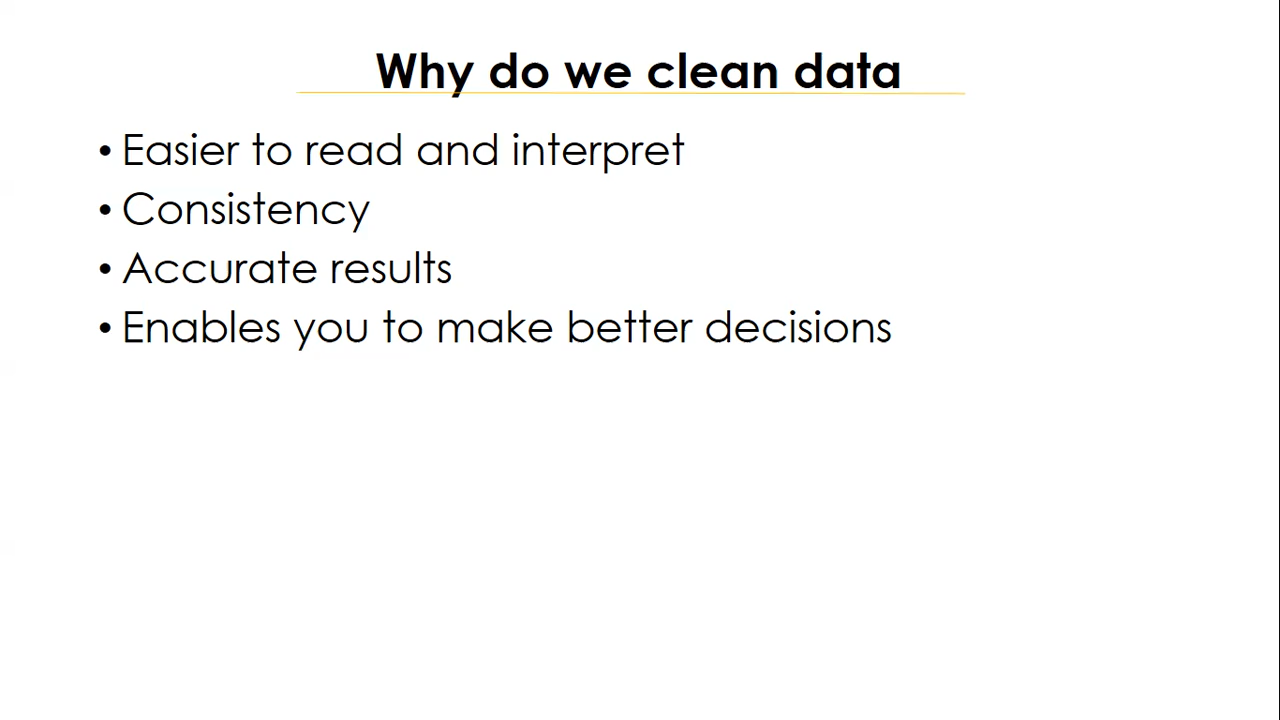 Why do we clean data
• Easier to read and interpret
• Consistency
• Accurate results
• Enables you to make better decisions